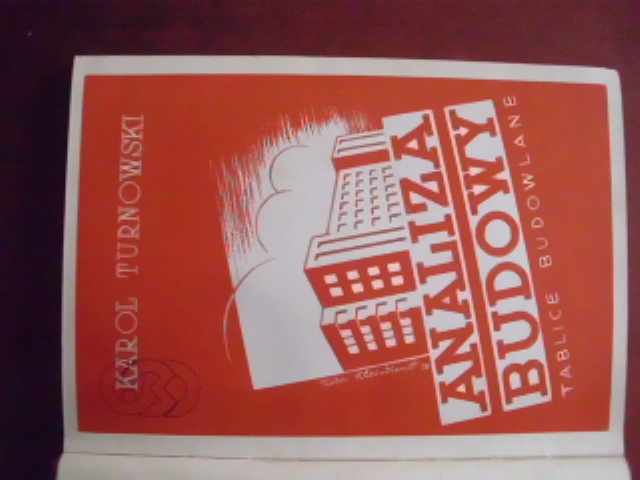 KAROL TURNOWSKI
ANALIZA
BUDOWY
TABLICE BUDOWLANE